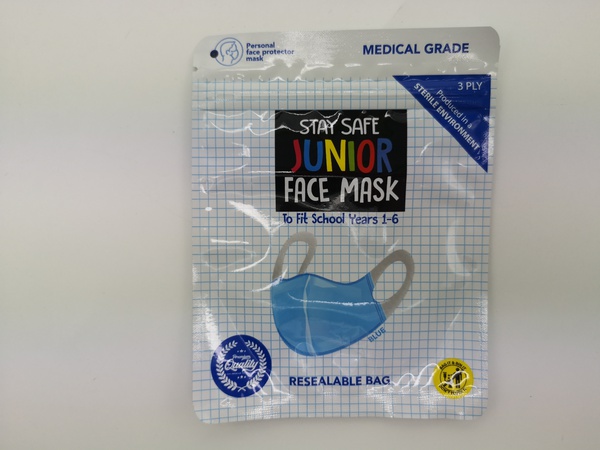 Personal
face protector
mask
MEDICAL GRADE
3 PLY
Produced in a
STERILE ENVIRONMENT
STAY SAFE
JUNIOR
FACE MASK
To Fit School Years 1-6
BLUE
Premium
Quality
RESEALABLE BAG